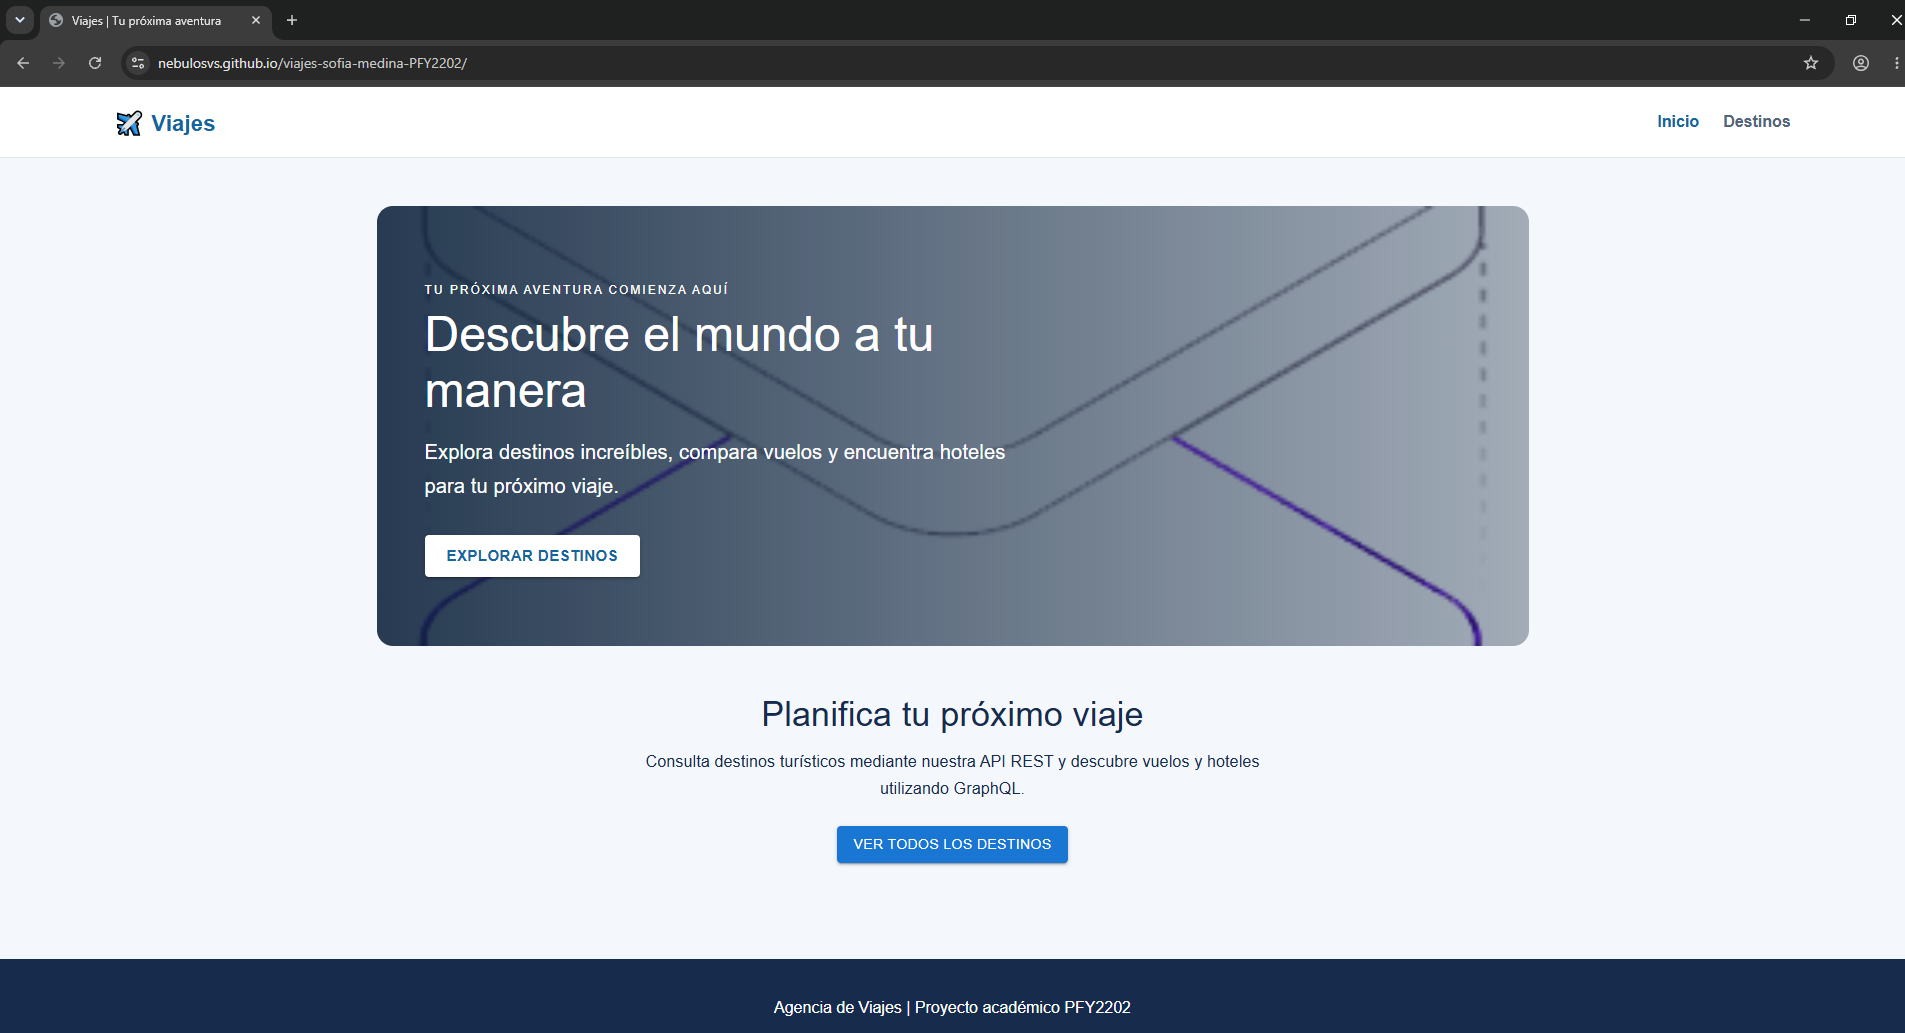 Viajes | Tu próxima aventura
nebulosvs.github.io/viajes-sofia-medina-PFY2202/
Viajes
Inicio
Destinos
TU PRÓXIMA AVENTURA COMIENZA AQUÍ
Descubre el mundo a tu
manera
Explora destinos increíbles, compara vuelos y encuentra hoteles
para tu próximo viaje.
EXPLORAR DESTINOS
Planifica tu próximo viaje
Consulta destinos turísticos mediante nuestra API REST y descubre vuelos y hoteles
utilizando GraphQL.
VER TODOS LOS DESTINOS
Agencia de Viajes | Proyecto académico PFY2202